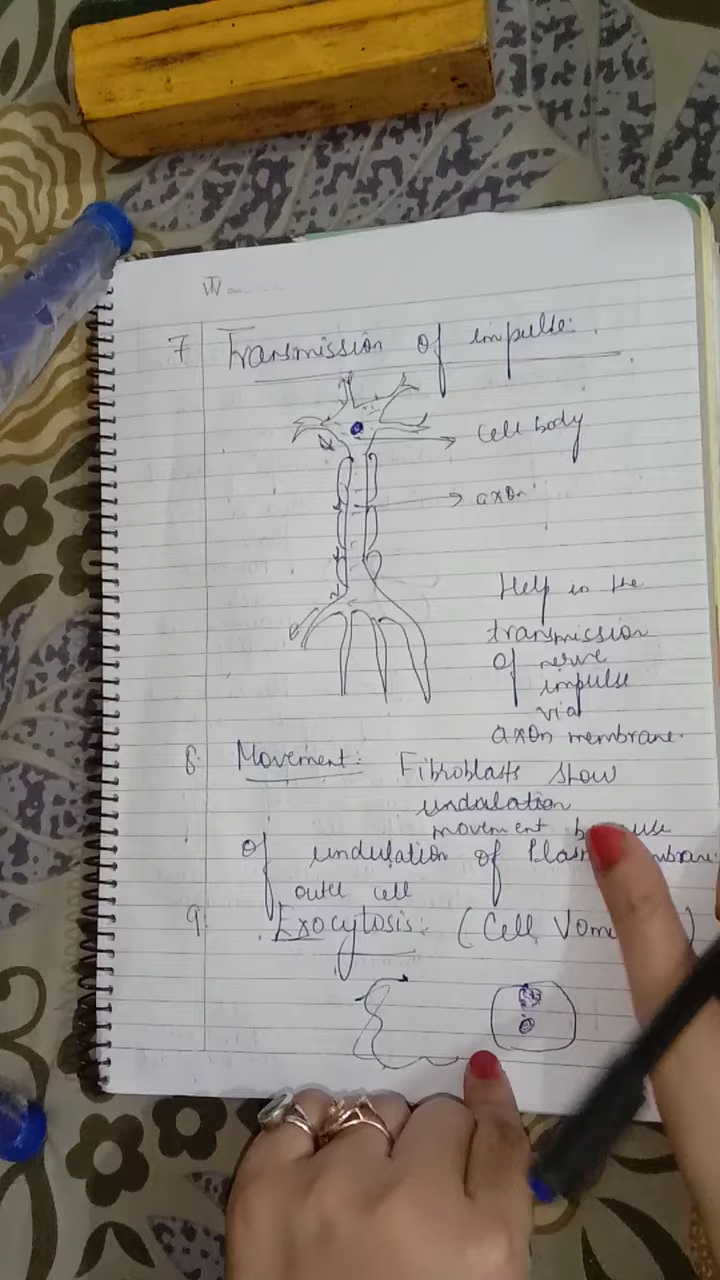 7 Transmission of impulse:
Cell body
axon
Help in the
transmission
of nerve
impulse
via
axon membrane.
8. Movement: Fibroblasts show
undulation
movement
of undulation of
outer cell
9 Exocytosis: (Cell )